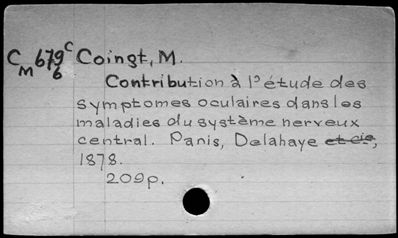 C M 679 c 6 Coingt, M.
Contribution à l'étude des
symptomes oculaires dans les
maladies du système nerveux
central. Paris, Delahaye et cie,
1878.
209p.